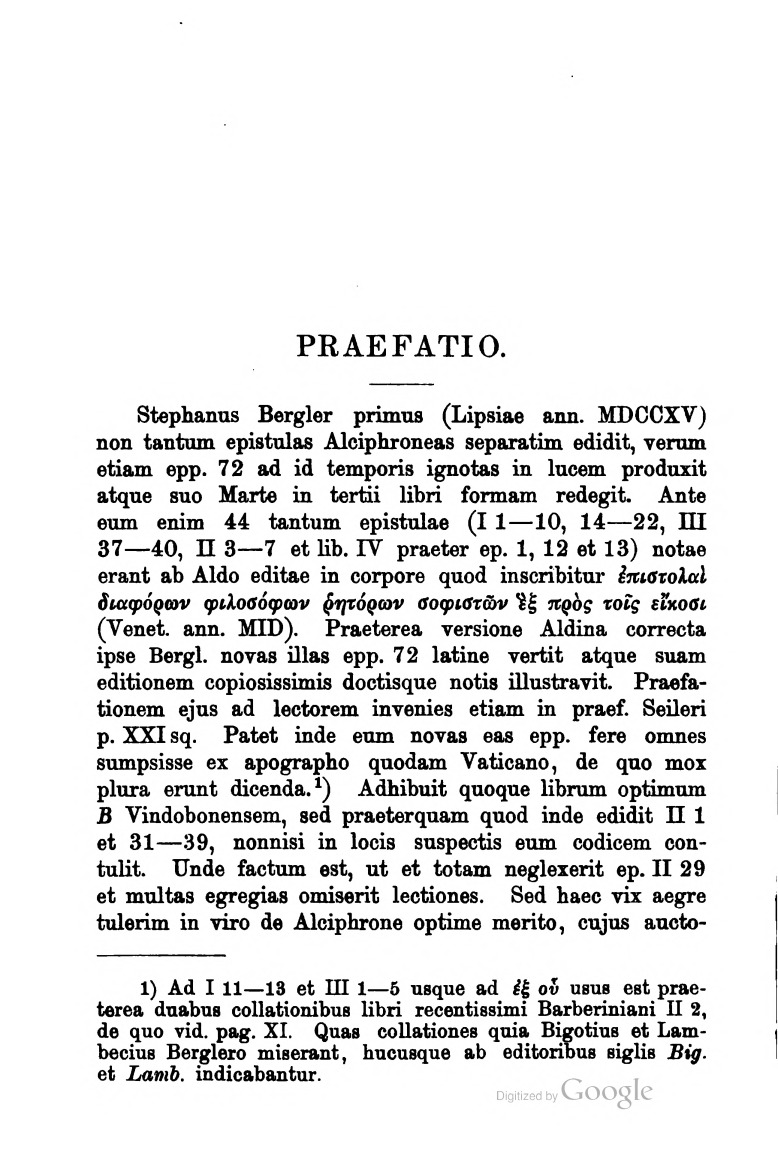 PRAEFATIO.
Stephanus Bergler primus (Lipsiae ann. MDCCXV)
non tantum epistulas Alciphroneas separatim edidit, verum
etiam epp. 72 ad id temporis ignotas in lucem produxit
atque suo Marte in tertii libri formam redegit. Ante
eum enim 44 tantum epistulae (I 1—10, 14—22, III
37—40, II 3—7 et lib. IV praeter ep. 1, 12 et 13) notae
erant ab Aldo editae in corpore quod inscribitur ἐπιστολαὶ
διαφόρων φιλοσόφων ῥητόρων σοφιστῶν ἓξ πρὸς τοῖς εἴκοσι
(Venet. ann. MID). Praeterea versione Aldina correcta
ipse Bergl. novas illas epp. 72 latine vertit atque suam
editionem copiosissimis doctisque notis illustravit. Praefa-
tionem ejus ad lectorem invenies etiam in praef. Seileri
p. XXI sq. Patet inde eum novas eas epp. fere omnes
sumpsisse ex apographo quodam Vaticano, de quo mox
plura erunt dicenda.¹) Adhibuit quoque librum optimum
B Vindobonensem, sed praeterquam quod inde edidit II 1
et 31—39, nonnisi in locis suspectis eum codicem con-
tulit. Unde factum est, ut et totam neglexerit ep. II 29
et multas egregias omiserit lectiones. Sed haec vix aegre
tulerim in viro de Alciphrone optime merito, cujus aucto-
1) Ad I 11—13 et III 1—5 usque ad ἐξ οὗ usus est prae-
terea duabus collationibus libri recentissimi Barberiniani II 2,
de quo vid. pag. XI. Quas collationes quia Bigotius et Lam-
becius Berglero miserant, hucusque ab editoribus siglis Big.
et Lamb. indicabantur.
Digitized by Google